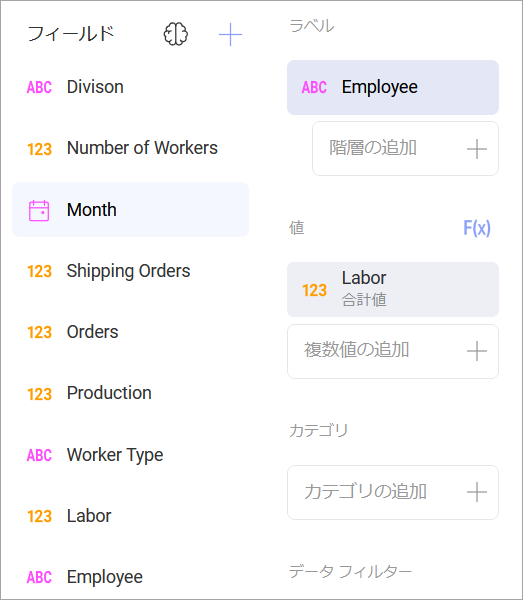 フィールド
ABC Divison
123 Number of Workers
Month
123 Shipping Orders
123 Orders
123 Production
ABC Worker Type
123 Labor
ABC Employee
ラベル
ABC Employee
階層の追加
値
F(x)
123 Labor
合計値
複数値の追加
カテゴリ
カテゴリの追加
データ フィルター